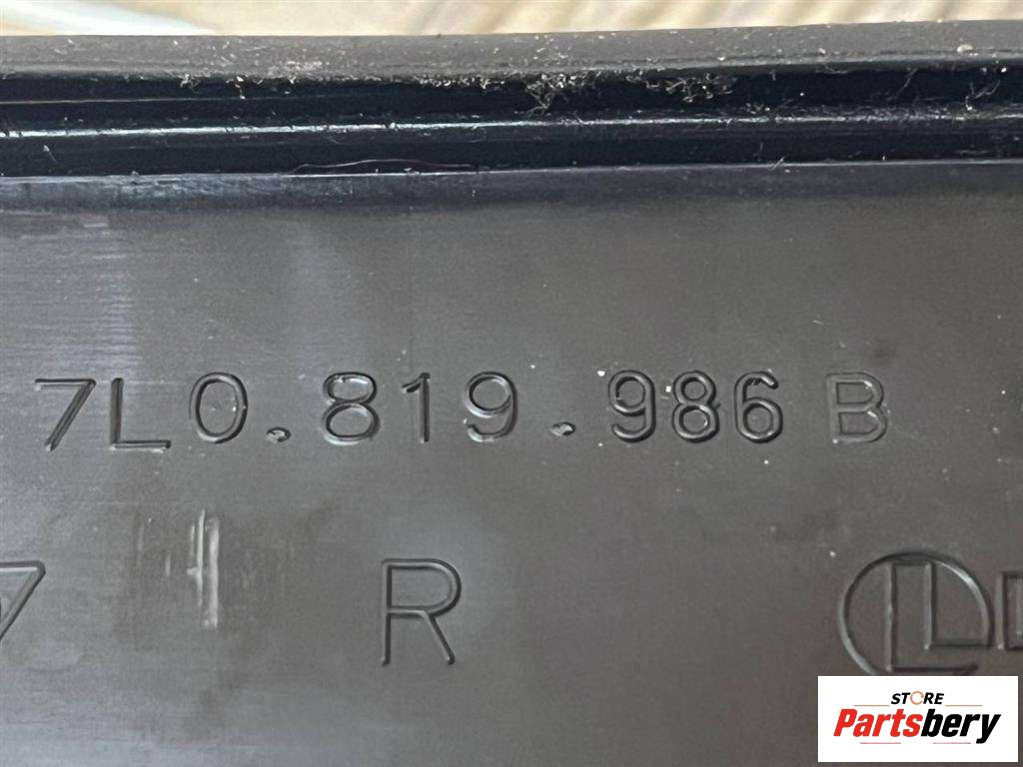 7L0.819.986 B
R
STORE
Partsbery